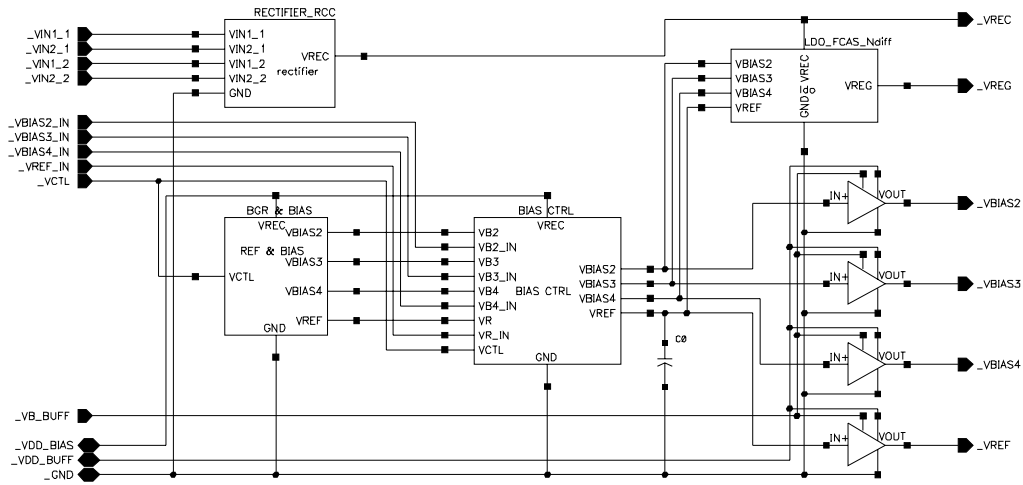 RECTIFIER_RCC
_VIN1_1
_VIN2_1
_VIN1_2
_VIN2_2
VIN1_1
VIN2_1
VIN1_2
VIN2_2
GND
VREC
rectifier
_VREC
LDO_FCAS_Ndiff
VBIAS2
VBIAS3
VBIAS4
VREF
VREC
ldo
GND
VREG
_VREG
_VBIAS2_IN
_VBIAS3_IN
_VBIAS4_IN
_VREF_IN
_VCTL
BGR & BIAS
VREC
REF & BIAS
VCTL
VBIAS2
VBIAS3
VBIAS4
VREF
GND
BIAS CTRL
VREC
VB2
VB2_IN
VB3
VB3_IN
VB4
VB4_IN
VR
VR_IN
VCTL
BIAS CTRL
VBIAS2
VBIAS3
VBIAS4
VREF
GND
C0
IN+
VOUT
_VBIAS2
IN+
VOUT
_VBIAS3
IN+
VOUT
_VBIAS4
IN+
VOUT
_VREF
_VB_BUFF
_VDD_BIAS
_VDD_BUFF
_GND